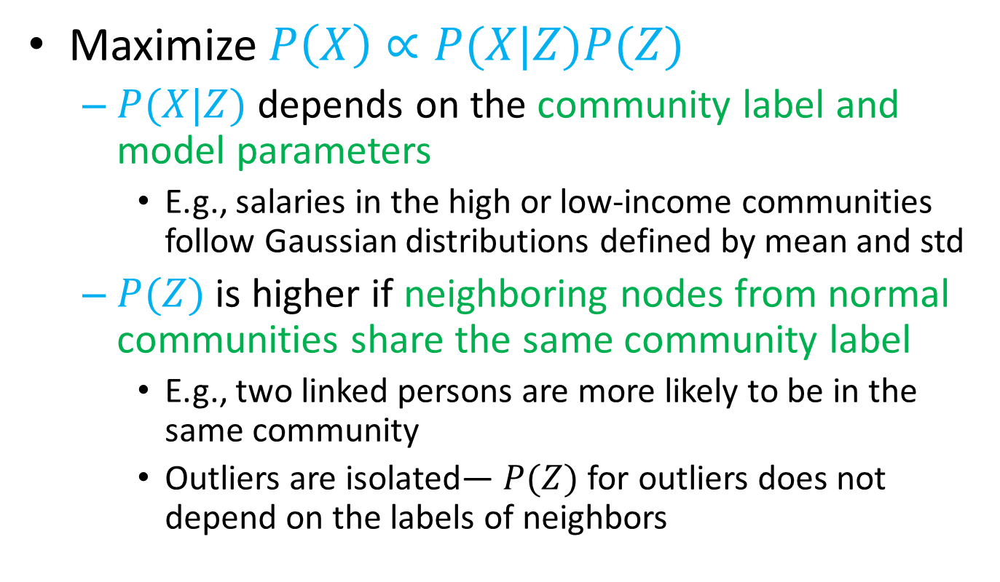 • Maximize P(X) ∝ P(X|Z)P(Z)
– P(X|Z) depends on the community label and
model parameters
• E.g., salaries in the high or low-income communities
follow Gaussian distributions defined by mean and std
– P(Z) is higher if neighboring nodes from normal
communities share the same community label
• E.g., two linked persons are more likely to be in the
same community
• Outliers are isolated— P(Z) for outliers does not
depend on the labels of neighbors